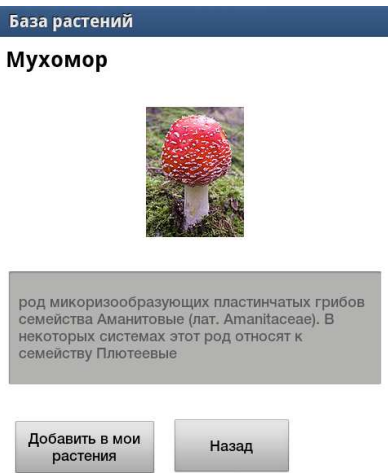 База растений
Мухомор
род микоризообразующих пластинчатых грибов
семейства Аманитовые (лат. Amanitaceae). В
некоторых системах этот род относят к
семейству Плютеевые
Добавить в мои
растения
Назад